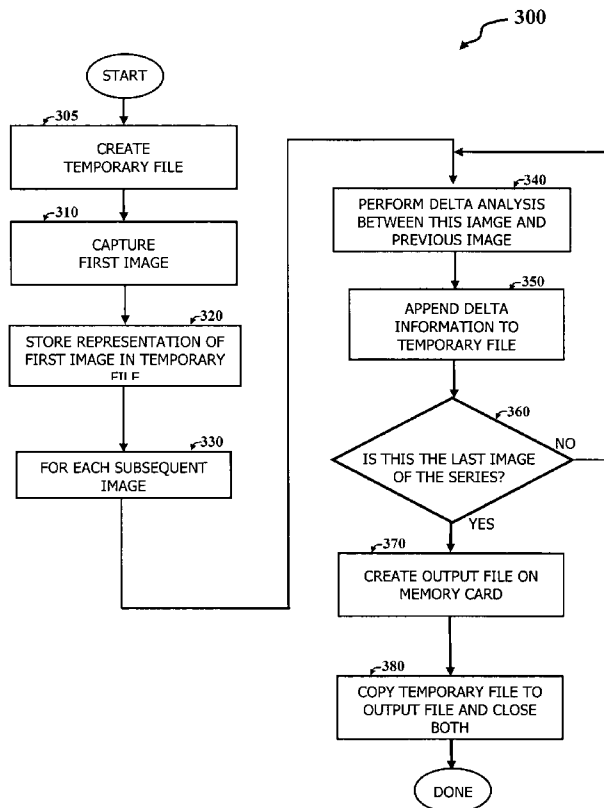 300
START
305
CREATE
TEMPORARY FILE
310
CAPTURE
FIRST IMAGE
320
STORE REPRESENTATION OF
FIRST IMAGE IN TEMPORARY
FILE
330
FOR EACH SUBSEQUENT
IMAGE
340
PERFORM DELTA ANALYSIS
BETWEEN THIS IAMGE AND
PREVIOUS IMAGE
350
APPEND DELTA
INFORMATION TO
TEMPORARY FILE
360
IS THIS THE LAST IMAGE
OF THE SERIES?
NO
YES
370
CREATE OUTPUT FILE ON
MEMORY CARD
380
COPY TEMPORARY FILE TO
OUTPUT FILE AND CLOSE
BOTH
DONE